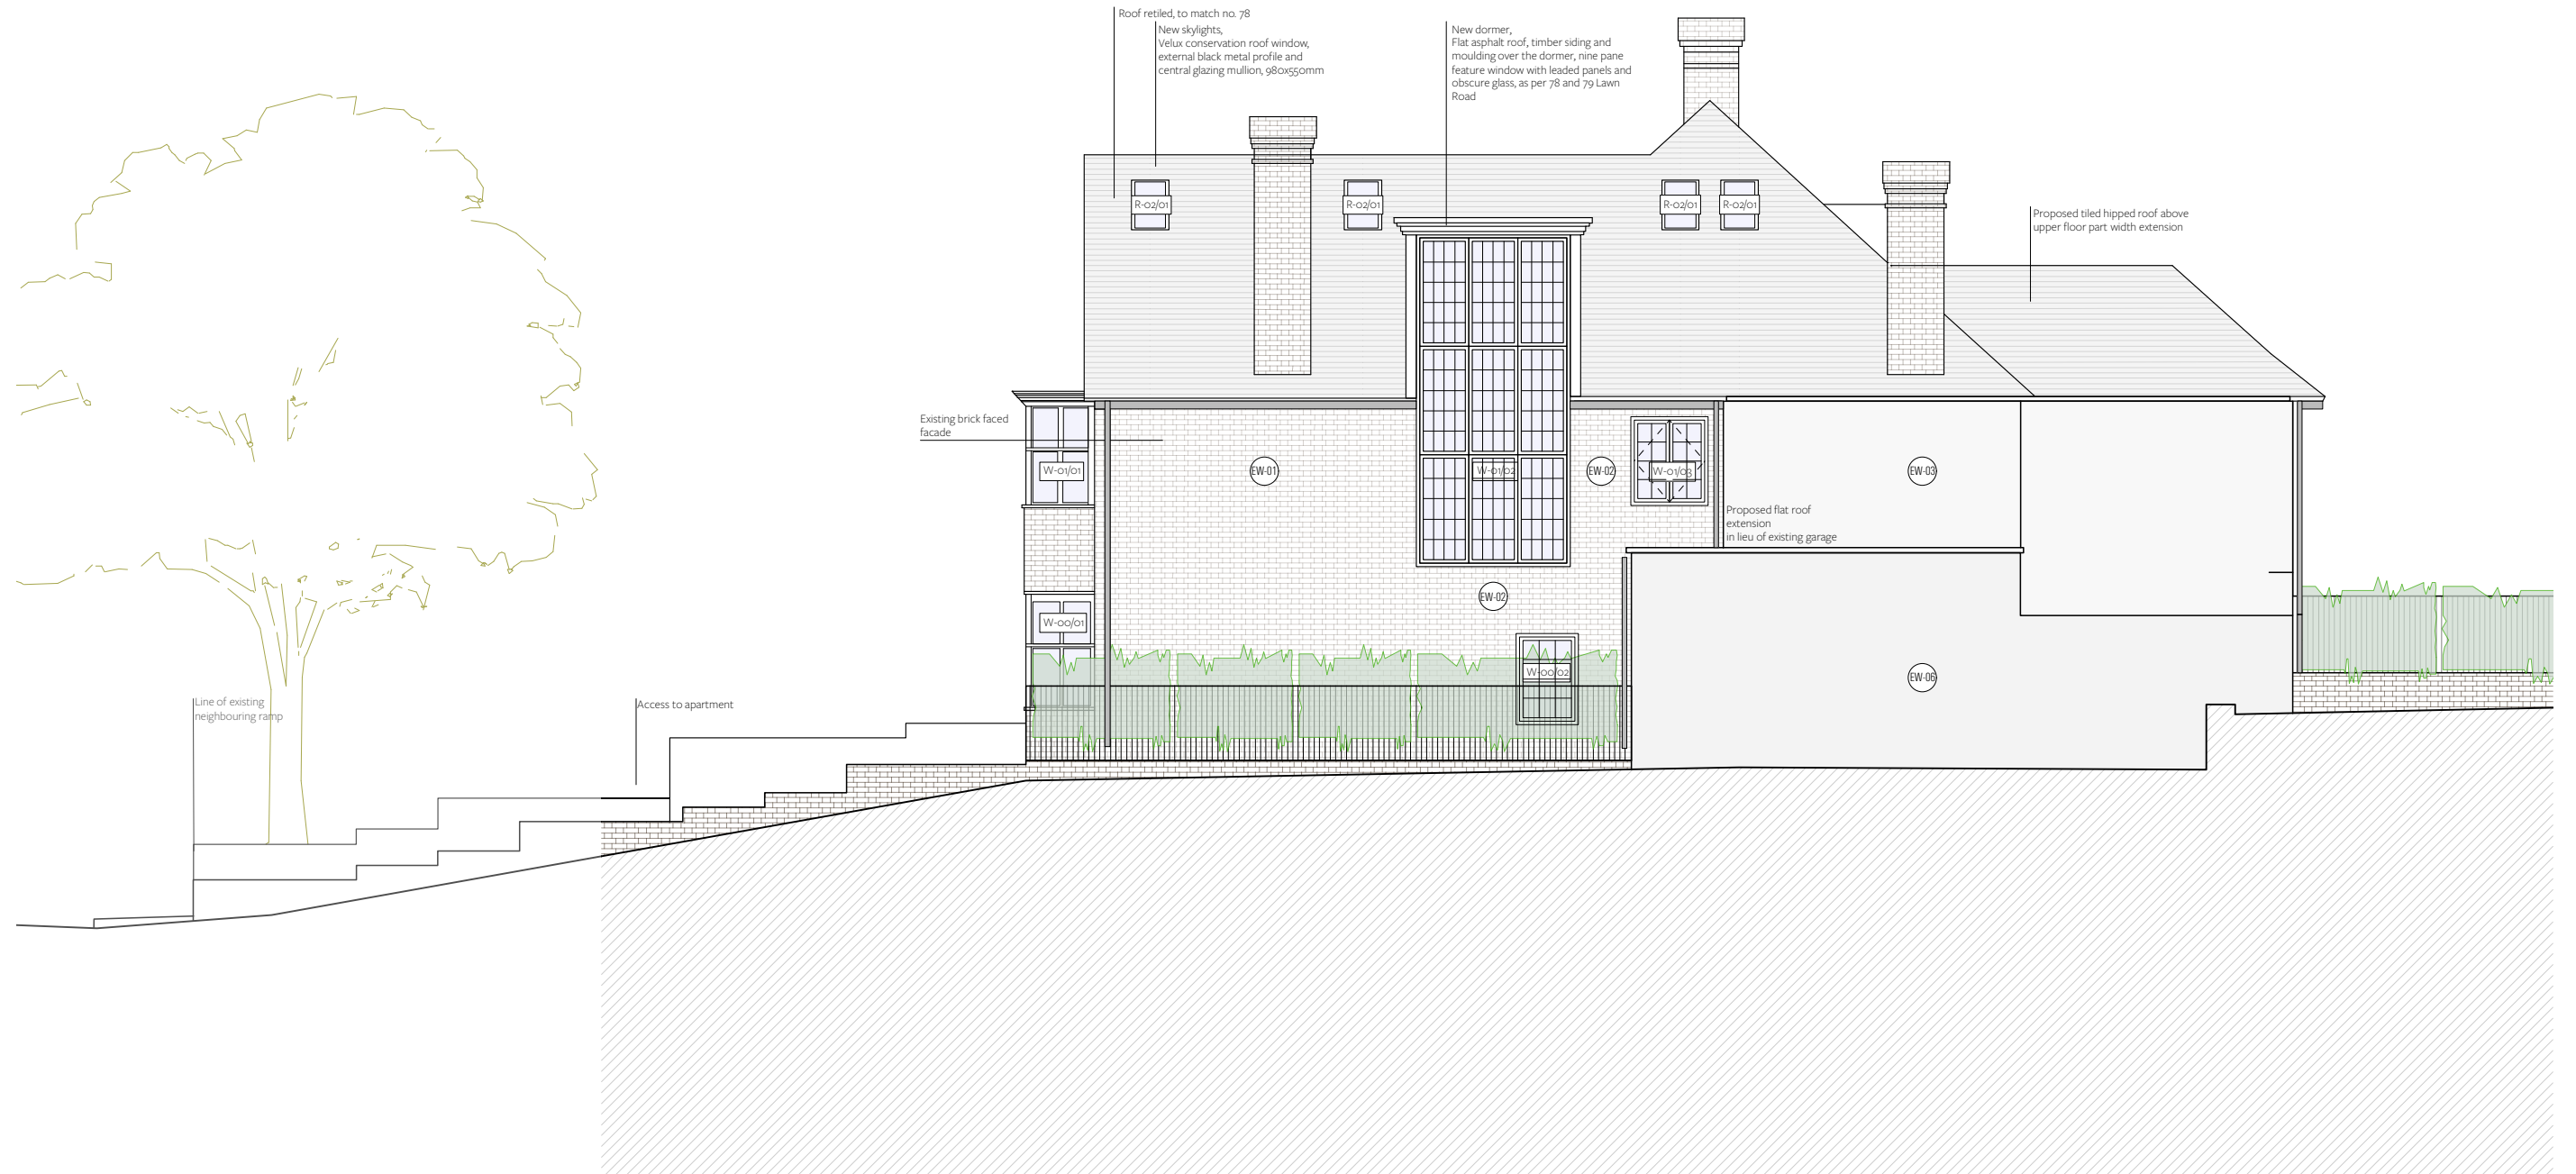 Roof retiled, to match no. 78
New skylights,
Velux conservation roof window,
external black metal profile and
central glazing mullion, 980x550mm
New dormer,
Flat asphalt roof, timber siding and
moulding over the dormer, nine pane
feature window with leaded panels and
obscure glass, as per 78 and 79 Lawn
Road
R-02/01
R-02/01
R-02/01
R-02/01
Proposed tiled hipped roof above
upper floor part width extension
Existing brick faced
facade
W-01/01
EW-01
W-01/02
EW-02
W-01/03
EW-03
Proposed flat roof
extension
in lieu of existing garage
EW-02
W-00/01
W-00/02
EW-06
Line of existing
neighbouring ramp
Access to apartment